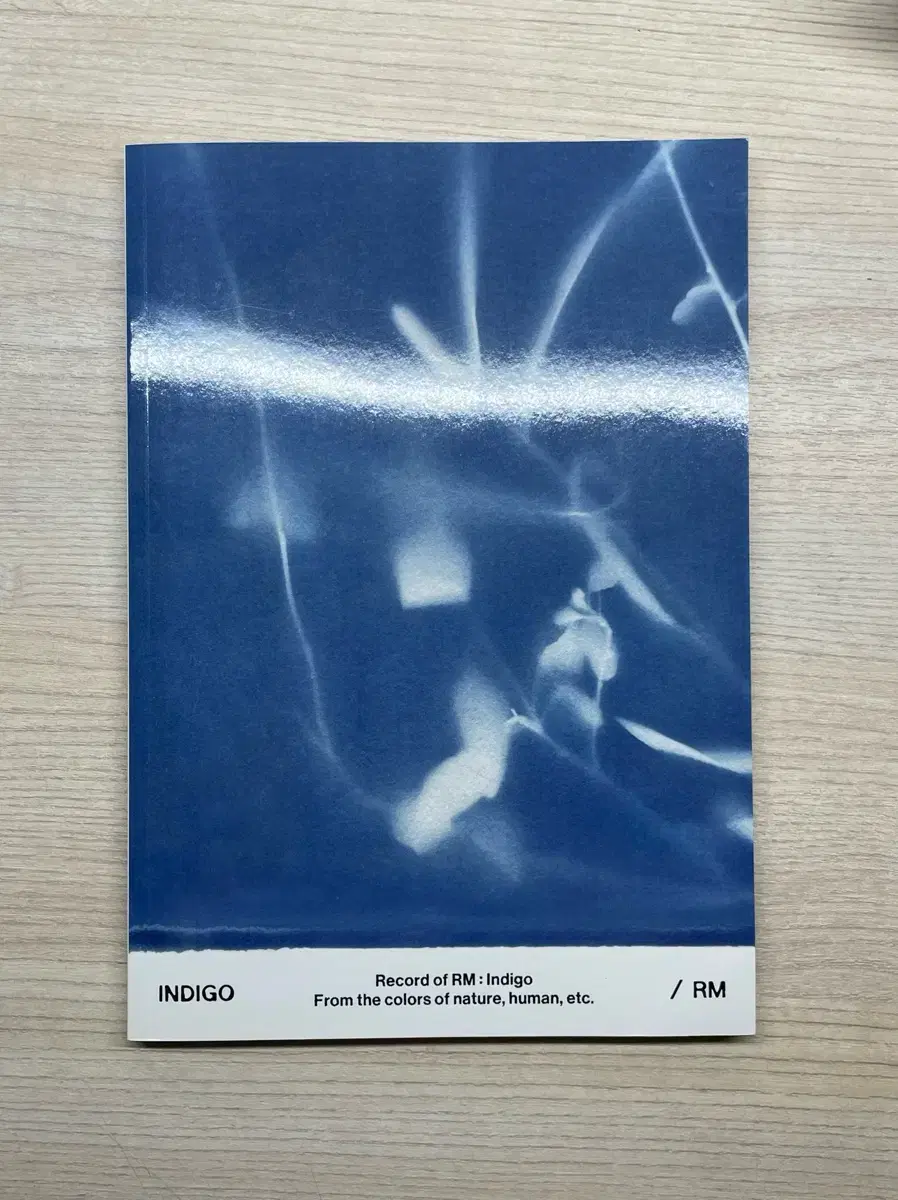 INDIGO
Record of RM : Indigo
From the colors of nature, human, etc.
/ RM